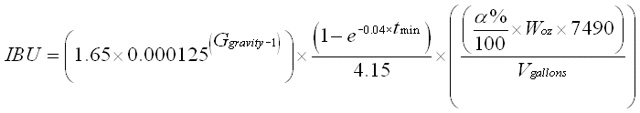 IBU = (1.65 × 0.000125^(G_gravity − 1)) × (1 − e^(−0.04 × t_min)) / 4.15 × (((α% / 100) × W_oz × 7490) / V_gallons)